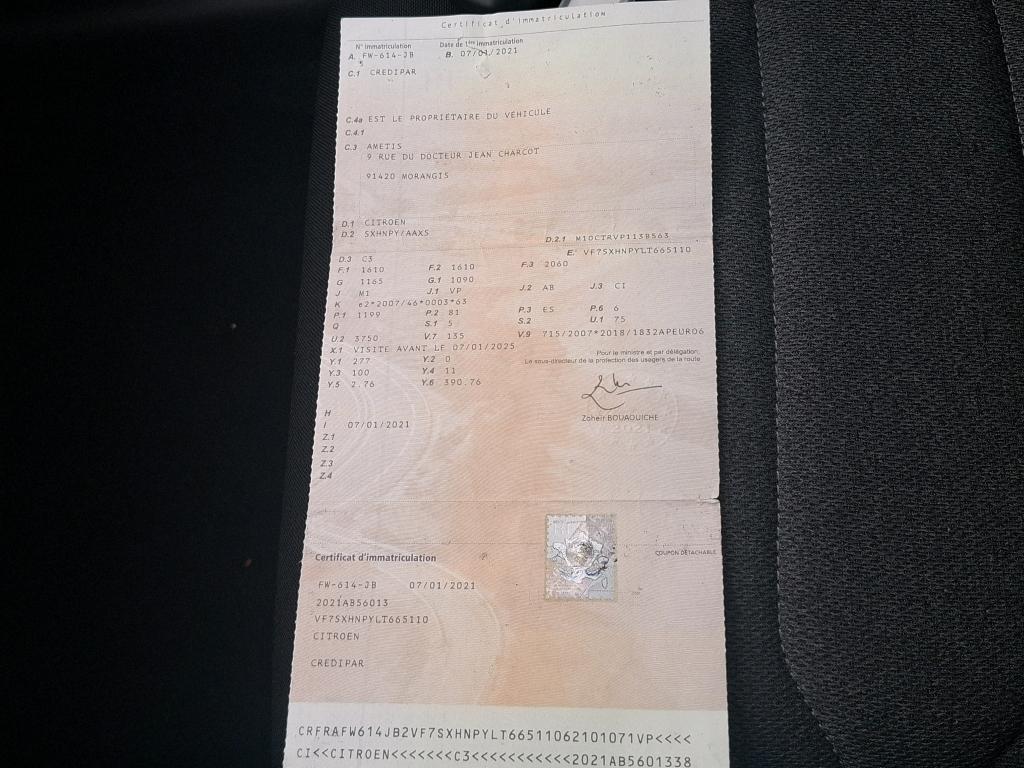 Certificat d'immatriculation
N° Immatriculation Date de 1ère immatriculation
A. FW-614-JB B. 07/01/2021
C.1 CREDIPAR
C.4a EST LE PROPRIÉTAIRE DU VÉHICULE
C.4.1
C.3 AMETIS
9 RUE DU DOCTEUR JEAN CHARCOT
91420 MORANGIS
D.1 CITROEN
D.2 SXHNPY/AAXS D.2.1 M10CTRVP113B563
E. VF7SXHNPYLT665110
D.3 C3
F.1 1610 F.2 1610 F.3 2060
G 1165 G.1 1090
J M1 J.1 VP J.2 AB J.3 CI
K e2*2007/46*0003*63
P.1 1199 P.2 81 P.3 ES P.6 6
Q S.1 5 S.2 U.1 75
U.2 3750 V.7 135 V.9 715/2007*2018/1832APEURO6
X.1 VISITE AVANT LE 07/01/2025
Y.1 277 Y.2 0
Y.3 100 Y.4 11
Y.5 2.76 Y.6 390.76
Pour le ministre et par délégation,
Le sous-directeur de la protection des usagers de la route
Zoheir BOUAOUICHE
H
I 07/01/2021
Z.1
Z.2
Z.3
Z.4
COUPON DÉTACHABLE
Certificat d'immatriculation
FW-614-JB 07/01/2021
2021AB56013
VF7SXHNPYLT665110
CITROEN
CREDIPAR
CRFRAFW614JB2VF7SXHNPYLT66511062101071VP<<<<
CI<<CITROEN<<<<<<<C3<<<<<<<<<<<2021AB5601338